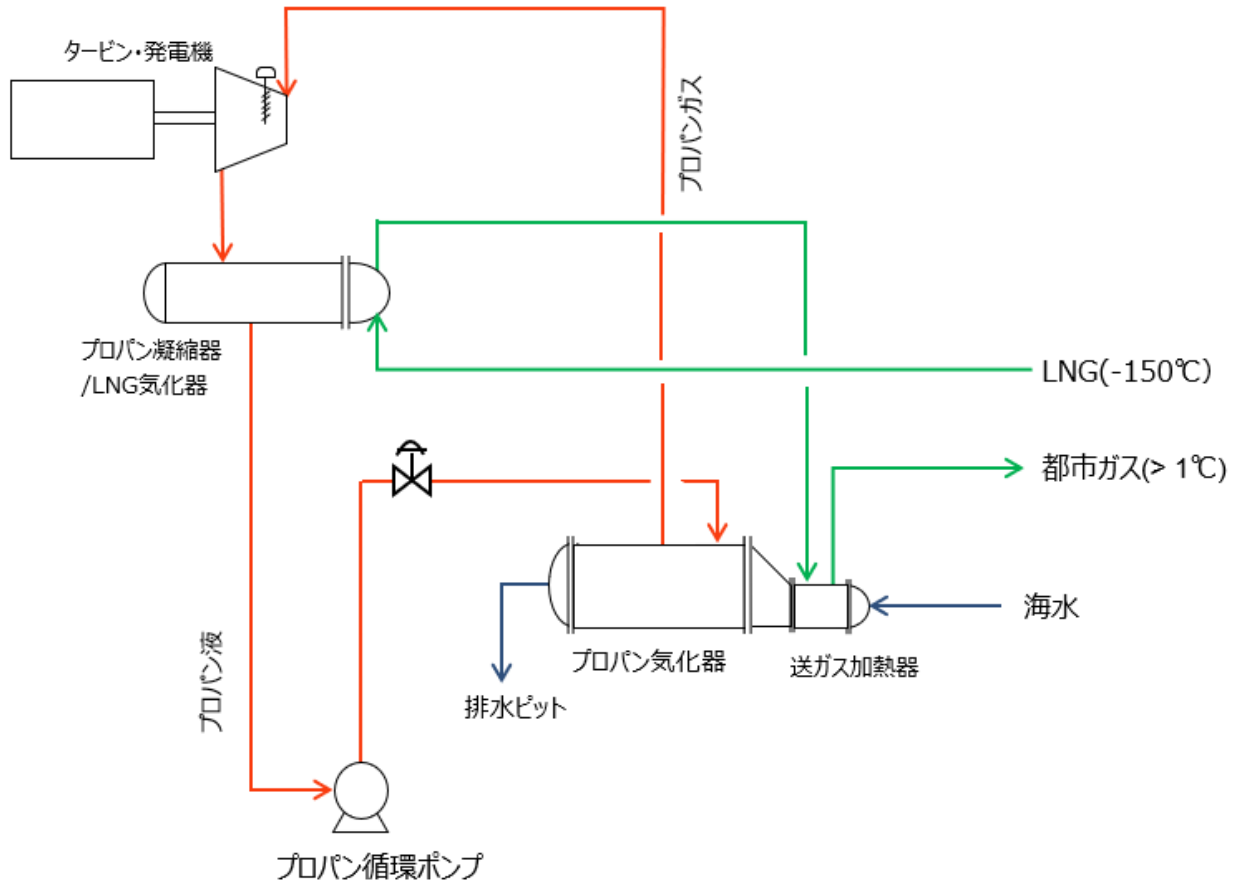 タービン・発電機
プロパンガス
プロパン凝縮器
/LNG気化器
LNG(-150℃)
都市ガス(> 1℃)
海水
プロパン気化器
送ガス加熱器
排水ピット
プロパン液
プロパン循環ポンプ